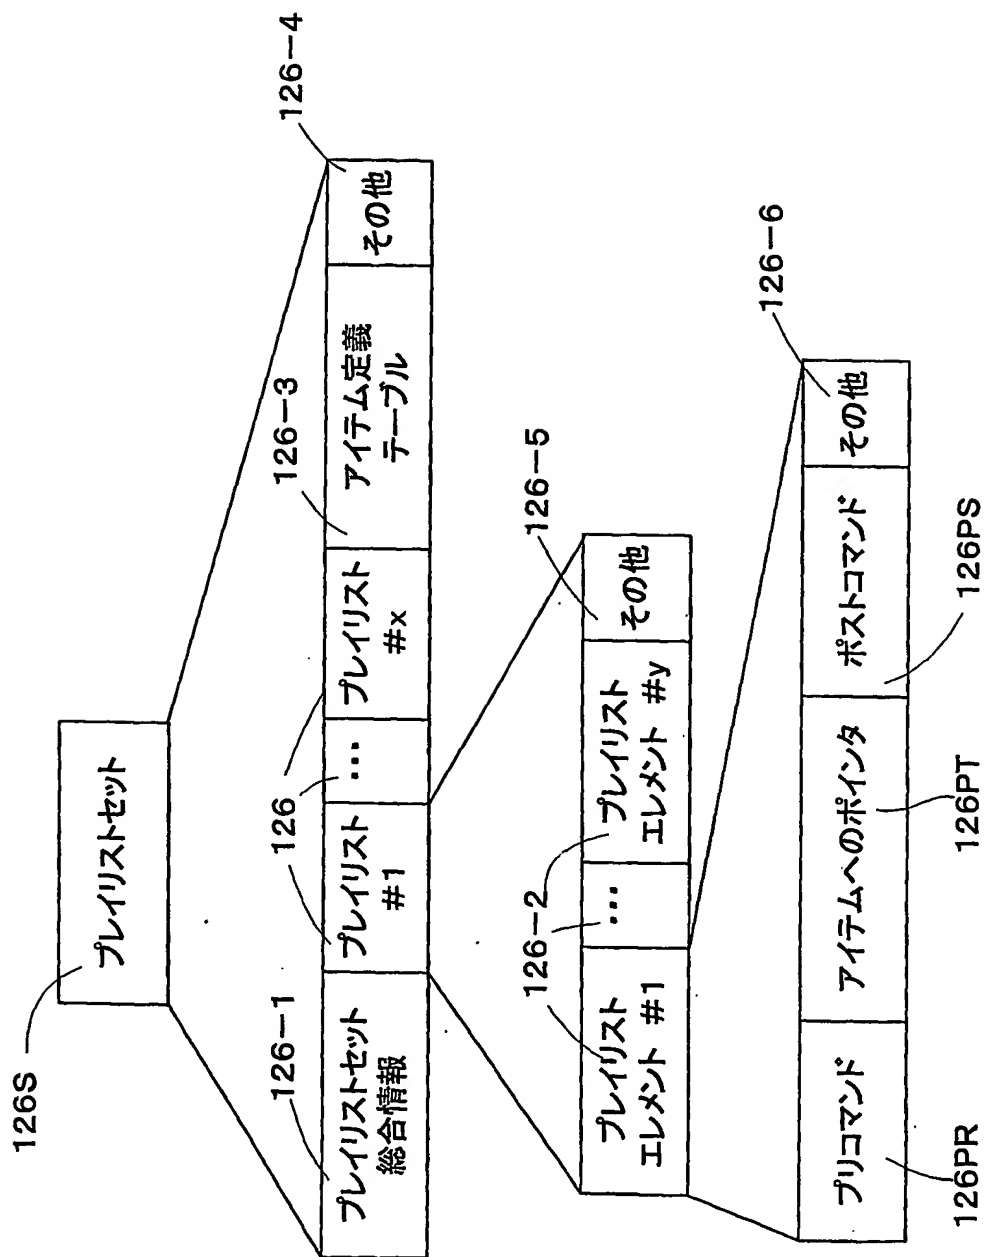 126S
プレイリストセット
126-1
126
126-3
126-4
プレイリストセット
総合情報
プレイリスト
#1
...
プレイリスト
#x
アイテム定義
テーブル
その他
126-2
126-5
プレイリスト
エレメント #1
...
プレイリスト
エレメント #y
その他
126-6
プリコマンド
アイテムへのポインタ
ポストコマンド
その他
126PR
126PT
126PS